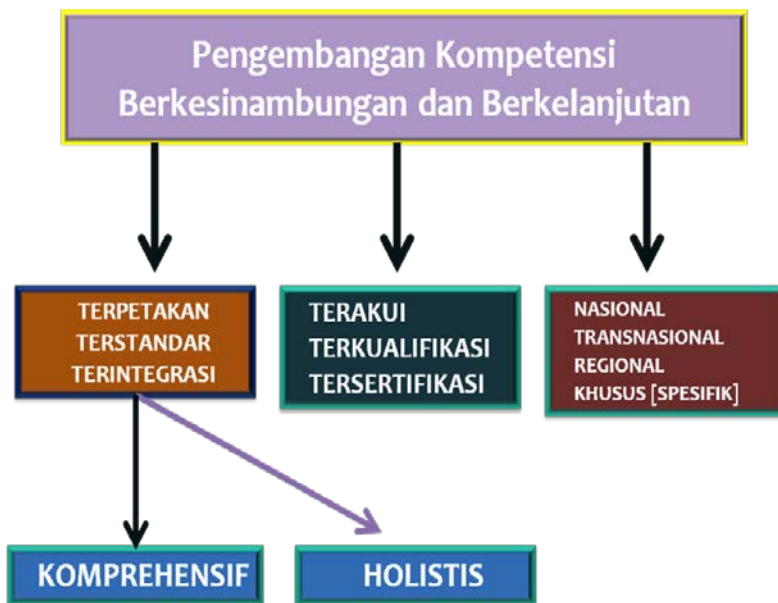 Pengembangan Kompetensi
Berkesinambungan dan Berkelanjutan
TERPETAKAN
TERSTANDAR
TERINTEGRASI
TERAKUI
TERKUALIFIKASI
TERSERTIFIKASI
NASIONAL
TRANSNASIONAL
REGIONAL
KHUSUS [SPESIFIK]
KOMPREHENSIF
HOLISTIS